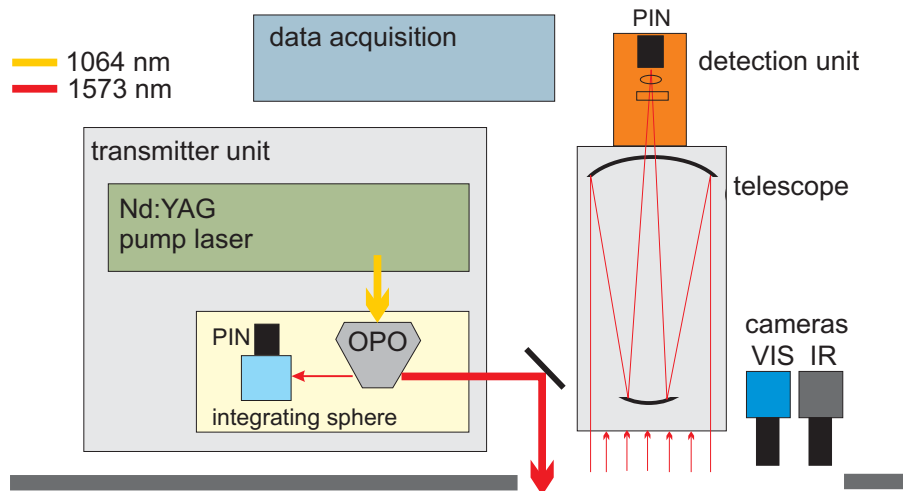 PIN
data acquisition
detection unit
1064 nm
1573 nm
transmitter unit
telescope
Nd:YAG
pump laser
PIN
OPO
cameras
VIS IR
integrating sphere